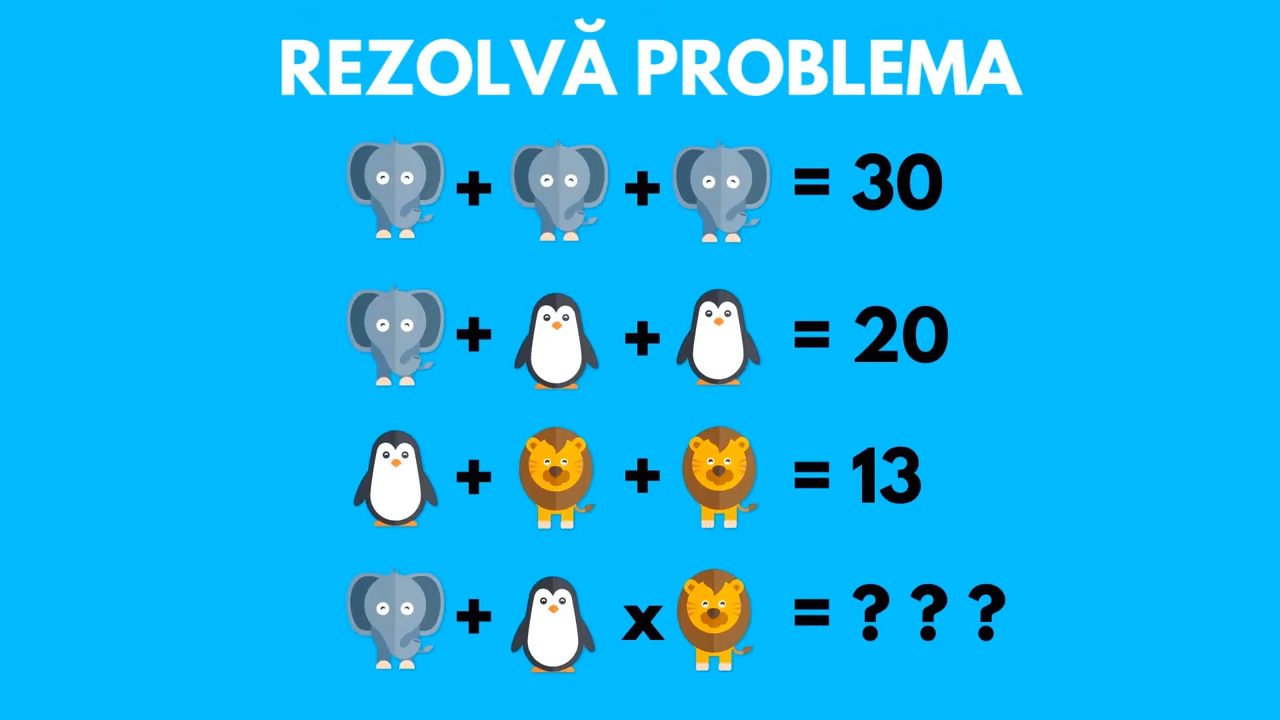 REZOLVĂ PROBLEMA
+ + = 30
+ + = 20
+ + = 13
+ x = ? ? ?